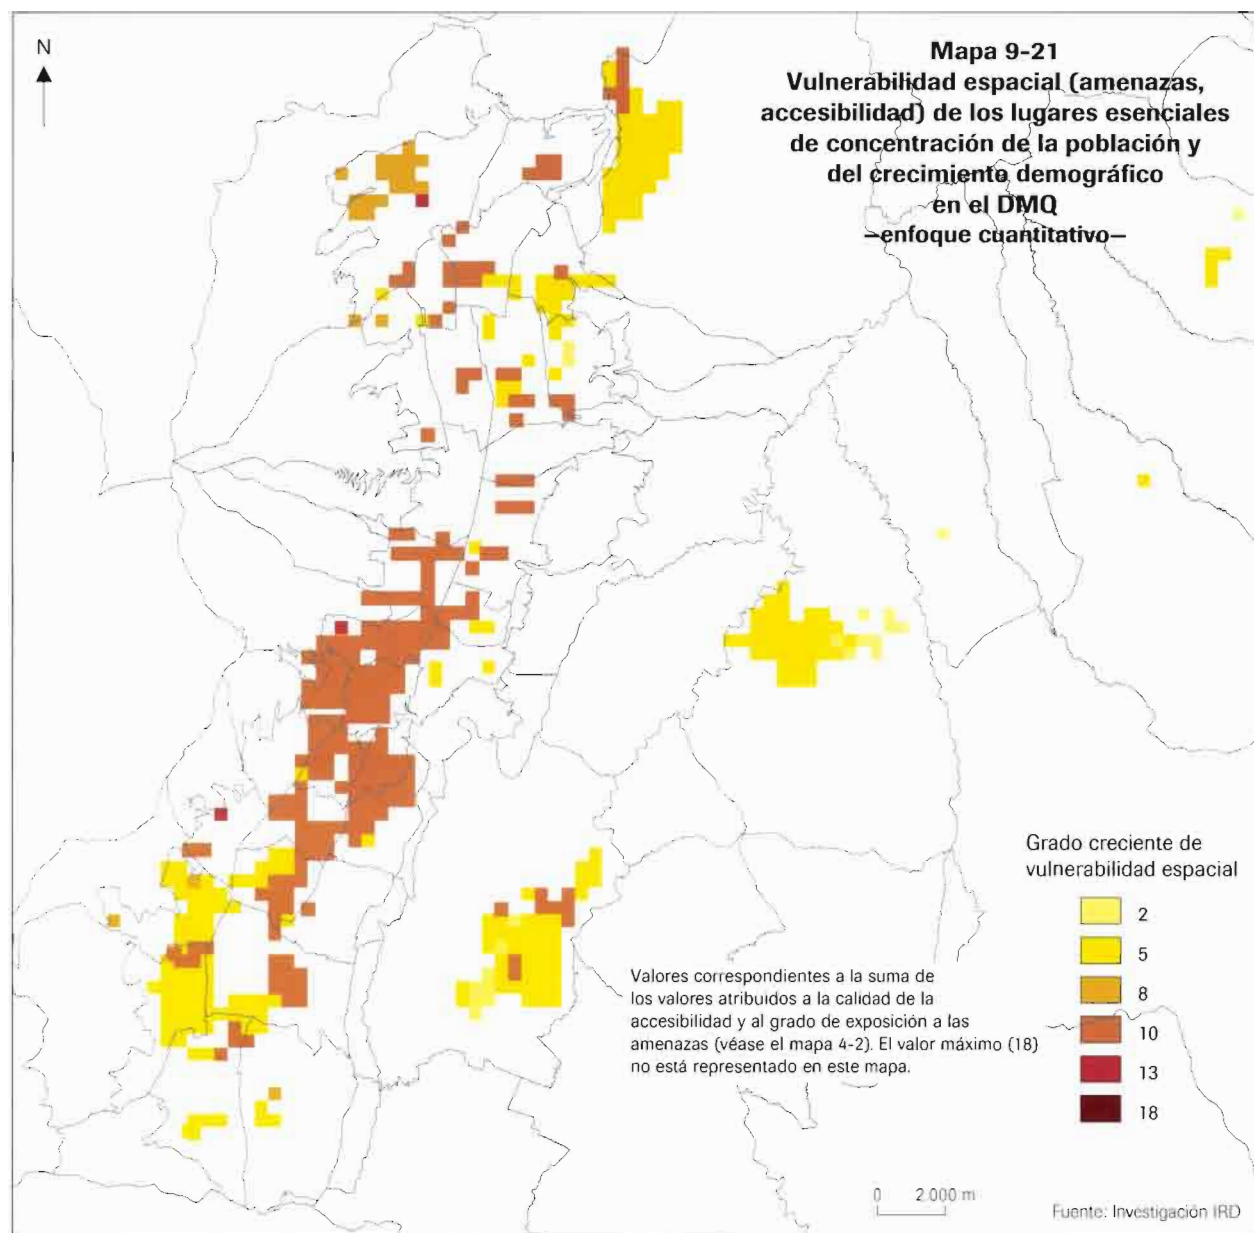 N
Mapa 9-21
Vulnerabilidad espacial (amenazas,
accesibilidad) de los lugares esenciales
de concentración de la población y
del crecimiento demográfico
en el DMQ
–enfoque cuantitativo–
Grado creciente de
vulnerabilidad espacial
2
5
8
10
13
18
Valores correspondientes a la suma de
los valores atribuidos a la calidad de la
accesibilidad y al grado de exposición a las
amenazas (véase el mapa 4-2). El valor máximo (18)
no está representado en este mapa.
0 2.000 m
Fuente: Investigación IRD